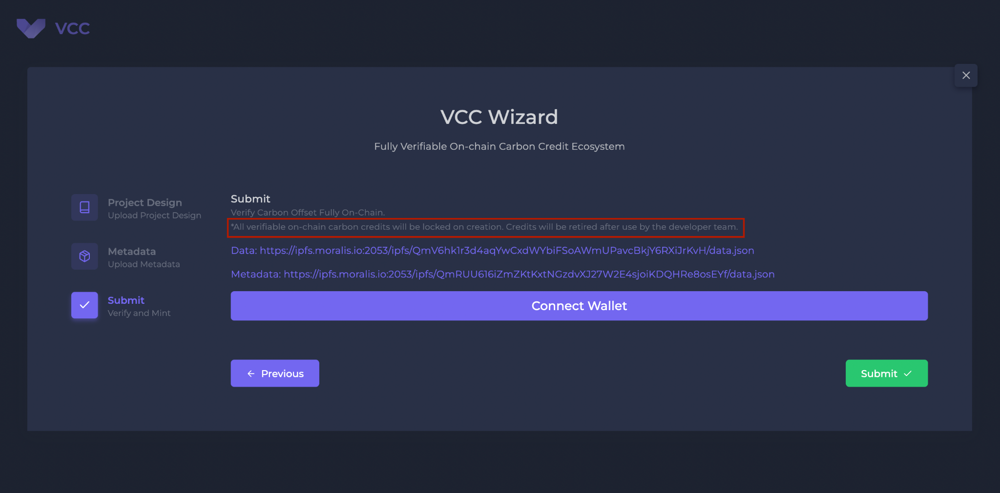 VCC
VCC Wizard
Fully Verifiable On-chain Carbon Credit Ecosystem
Project Design
Upload Project Design
Metadata
Upload Metadata
Submit
Verify and Mint
Submit
Verify Carbon Offset Fully On-Chain.
*All verifiable on-chain carbon credits will be locked on creation. Credits will be retired after use by the developer team.
Data: https://ipfs.moralis.io:2053/ipfs/QmV6hk1r3d4aqYwCxdWYbiFSoAWmUPavcBkjY6RXiJrKvH/data.json
Metadata: https://ipfs.moralis.io:2053/ipfs/QmRUU616iZmZKtKxtNGzdvXJ27W2E4sjoiKDQHRe8osEYf/data.json
Connect Wallet
Previous
Submit